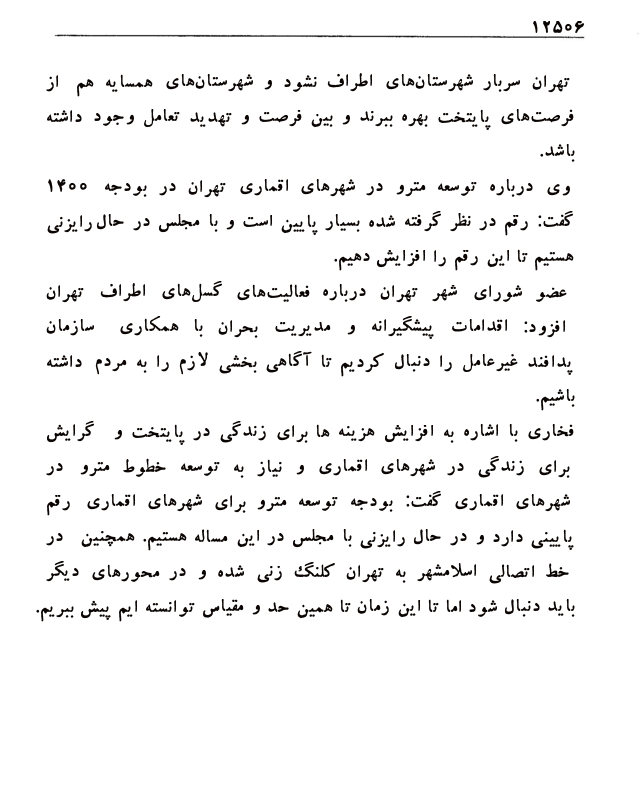 ۱۲۵۰۶
تهران سربار شهرستان‌های اطراف نشود و شهرستان‌های همسایه هم از
فرصت‌های پایتخت بهره ببرند و بین فرصت و تهدید تعامل وجود داشته
باشد.
وی درباره توسعه مترو در شهرهای اقماری تهران در بودجه ۱۴۰۰
گفت: رقم در نظر گرفته شده بسیار پایین است و با مجلس در حال رایزنی
هستیم تا این رقم را افزایش دهیم.
عضو شورای شهر تهران درباره فعالیت‌های گسل‌های اطراف تهران
افزود: اقدامات پیشگیرانه و مدیریت بحران با همکاری سازمان
پدافند غیرعامل را دنبال کردیم تا آگاهی بخشی لازم را به مردم داشته
باشیم.
فخاری با اشاره به افزایش هزینه ها برای زندگی در پایتخت و گرایش
برای زندگی در شهرهای اقماری و نیاز به توسعه خطوط مترو در
شهرهای اقماری گفت: بودجه توسعه مترو برای شهرهای اقماری رقم
پایینی دارد و در حال رایزنی با مجلس در این مساله هستیم. همچنین در
خط اتصالی اسلامشهر به تهران کلنگ زنی شده و در محورهای دیگر
باید دنبال شود اما تا این زمان تا همین حد و مقیاس توانسته ایم پیش ببریم.